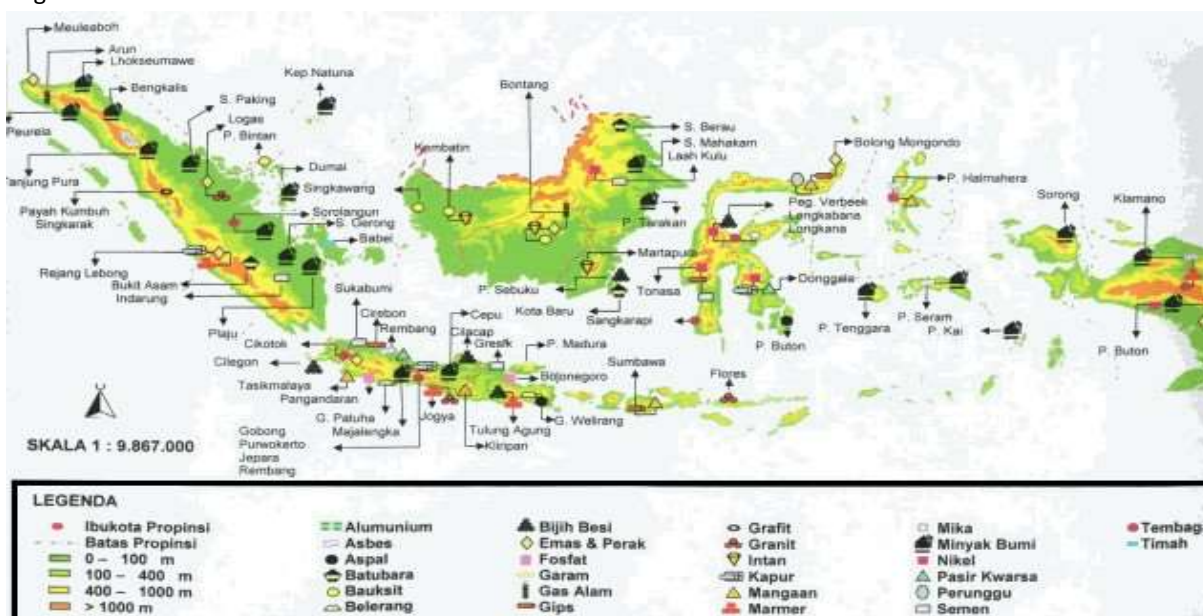 Meuleeboh
Arun
Lhokseumawe
Bengkalis
S. Paking
Logas
P. Bintan
Kep.Natuna
Bontang
Kembatin
S. Berau
S. Mahakam
Laah Kulu
Bolong Mongondo
P. Halmahera
Sorong
Klamano
Peurela
Dumai
Singkawang
Tanjung Pura
Payah Kumbuh
Singkarak
Sorolangun
S. Gerong
Babel
P. Tarakan
Peg. Verbeek
Lengkabana
Longkana
Martapura
Rejang Lebong
Bukit Asam
Indarung
P. Sebuku
Tonasa
Donggala
Sukabumi
Cirebon
Rembang
Cepu
Cilacap
Gresik
Kota Baru
Sangkarapi
P. Tenggara
P. Seram
P. Kai
Plaju
Cikotok
P. Madura
Sumbawa
Flores
P. Buton
P. Buton
Cilegon
Tasikmalaya
Pangandaran
Bojonegoro
G. Patuha
Majalengka
Jogya
Tulung Agung
G. Welirang
Kliripan
SKALA 1 : 9.867.000
Gobong
Purwokerto
Jepara
Rembang
LEGENDA
Ibukota Propinsi
Batas Propinsi
0 – 100 m
100 – 400 m
400 – 1000 m
> 1000 m
Alumunium
Asbes
Aspal
Batubara
Bauksit
Belerang
Bijih Besi
Emas & Perak
Fosfat
Garam
Gas Alam
Gips
Grafit
Granit
Intan
Kapur
Mangaan
Marmer
Mika
Minyak Bumi
Nikel
Pasir Kwarsa
Perunggu
Semen
Tembag
Timah